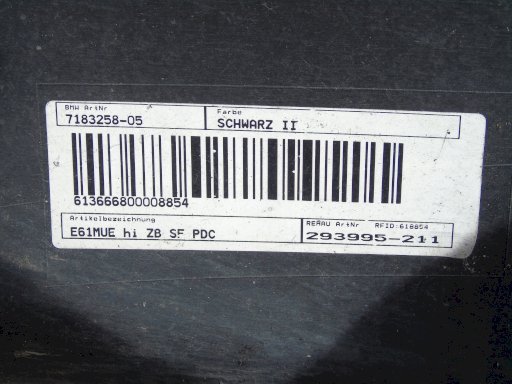 BMW ArtNr Farbe
7183258-05 SCHWARZ II
613666800008854
Artikelbezeichnung REHAU ArtNr RFID:618854
E61MUE hi ZB SF PDC 293995-211